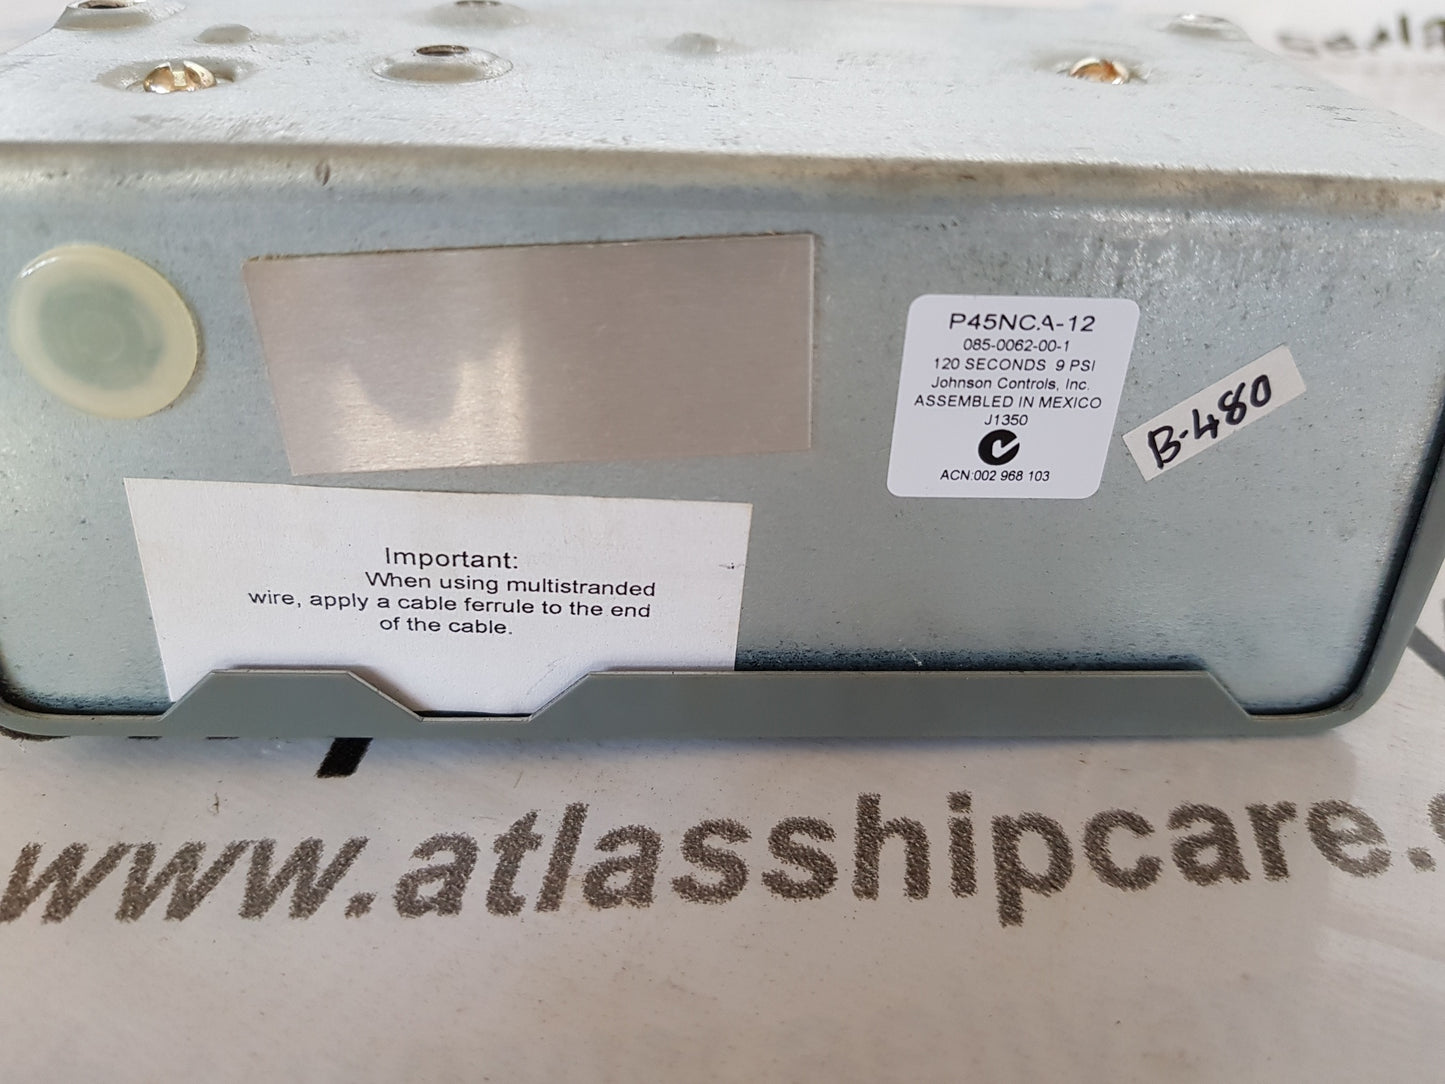 P45NCA-12
085-0062-00-1
120 SECONDS 9 PSI
Johnson Controls, Inc.
ASSEMBLED IN MEXICO
J1350
ACN:002 968 103
B-480
Important:
When using multistranded
wire, apply a cable ferrule to the end
of the cable.
www.atlasshipcare.